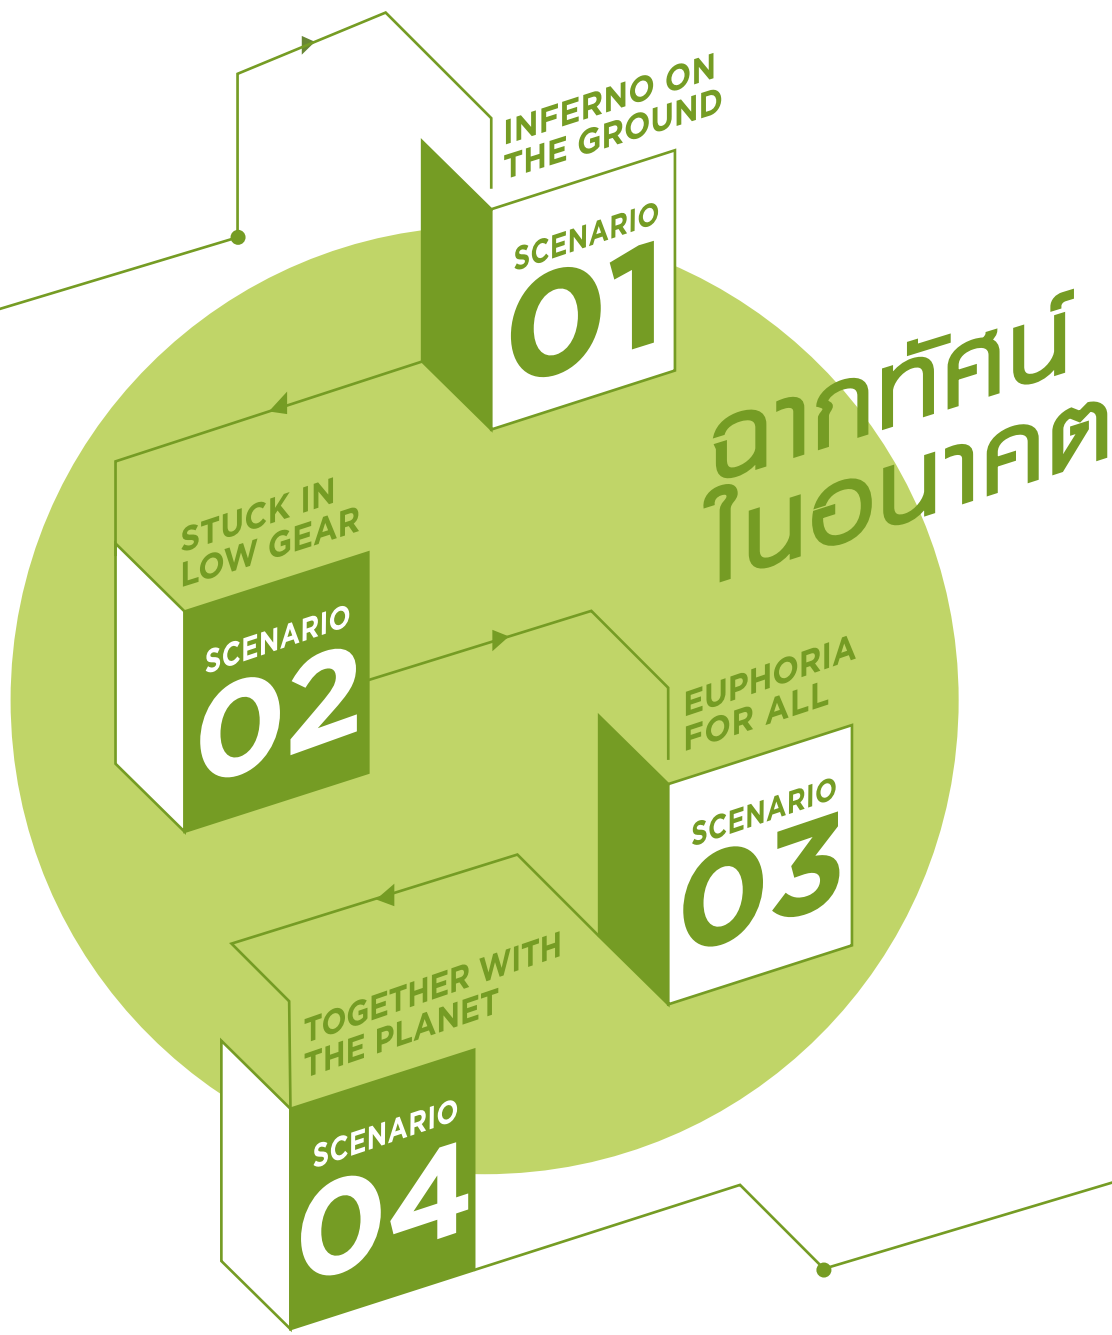 INFERNO ON
THE GROUND
SCENARIO
01
ฉากทัศน์
ในอนาคต
STUCK IN
LOW GEAR
SCENARIO
02
EUPHORIA
FOR ALL
SCENARIO
03
TOGETHER WITH
THE PLANET
SCENARIO
04